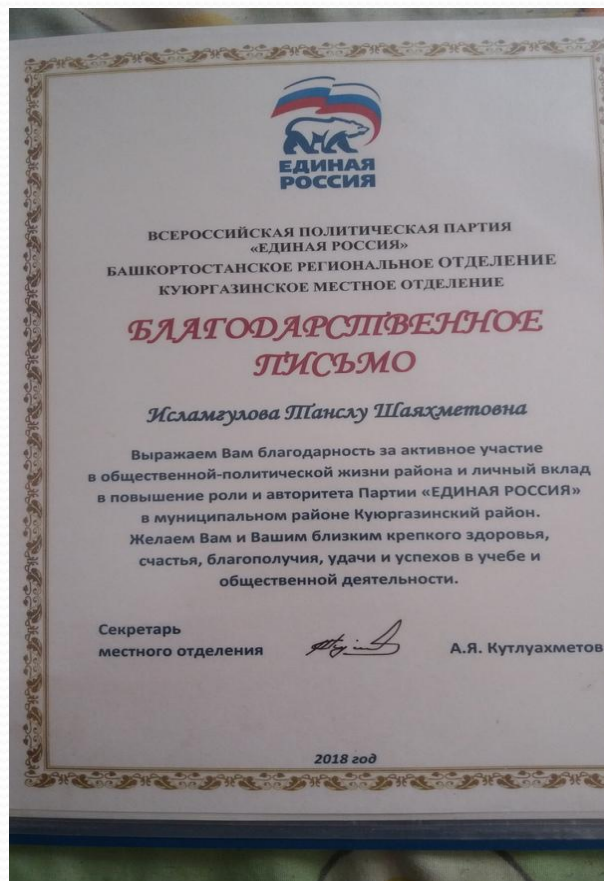 ЕДИНАЯ
РОССИЯ
ВСЕРОССИЙСКАЯ ПОЛИТИЧЕСКАЯ ПАРТИЯ
«ЕДИНАЯ РОССИЯ»
БАШКОРТОСТАНСКОЕ РЕГИОНАЛЬНОЕ ОТДЕЛЕНИЕ
КУЮРГАЗИНСКОЕ МЕСТНОЕ ОТДЕЛЕНИЕ
БЛАГОДАРСТВЕННОЕ
ПИСЬМО
Исламгулова Танслу Шаяхметовна
Выражаем Вам благодарность за активное участие
в общественной-политической жизни района и личный вклад
в повышение роли и авторитета Партии «ЕДИНАЯ РОССИЯ»
в муниципальном районе Куюргазинский район.
Желаем Вам и Вашим близким крепкого здоровья,
счастья, благополучия, удачи и успехов в учебе и
общественной деятельности.
Секретарь
местного отделения А.Я. Кутлуахметов
2018 год